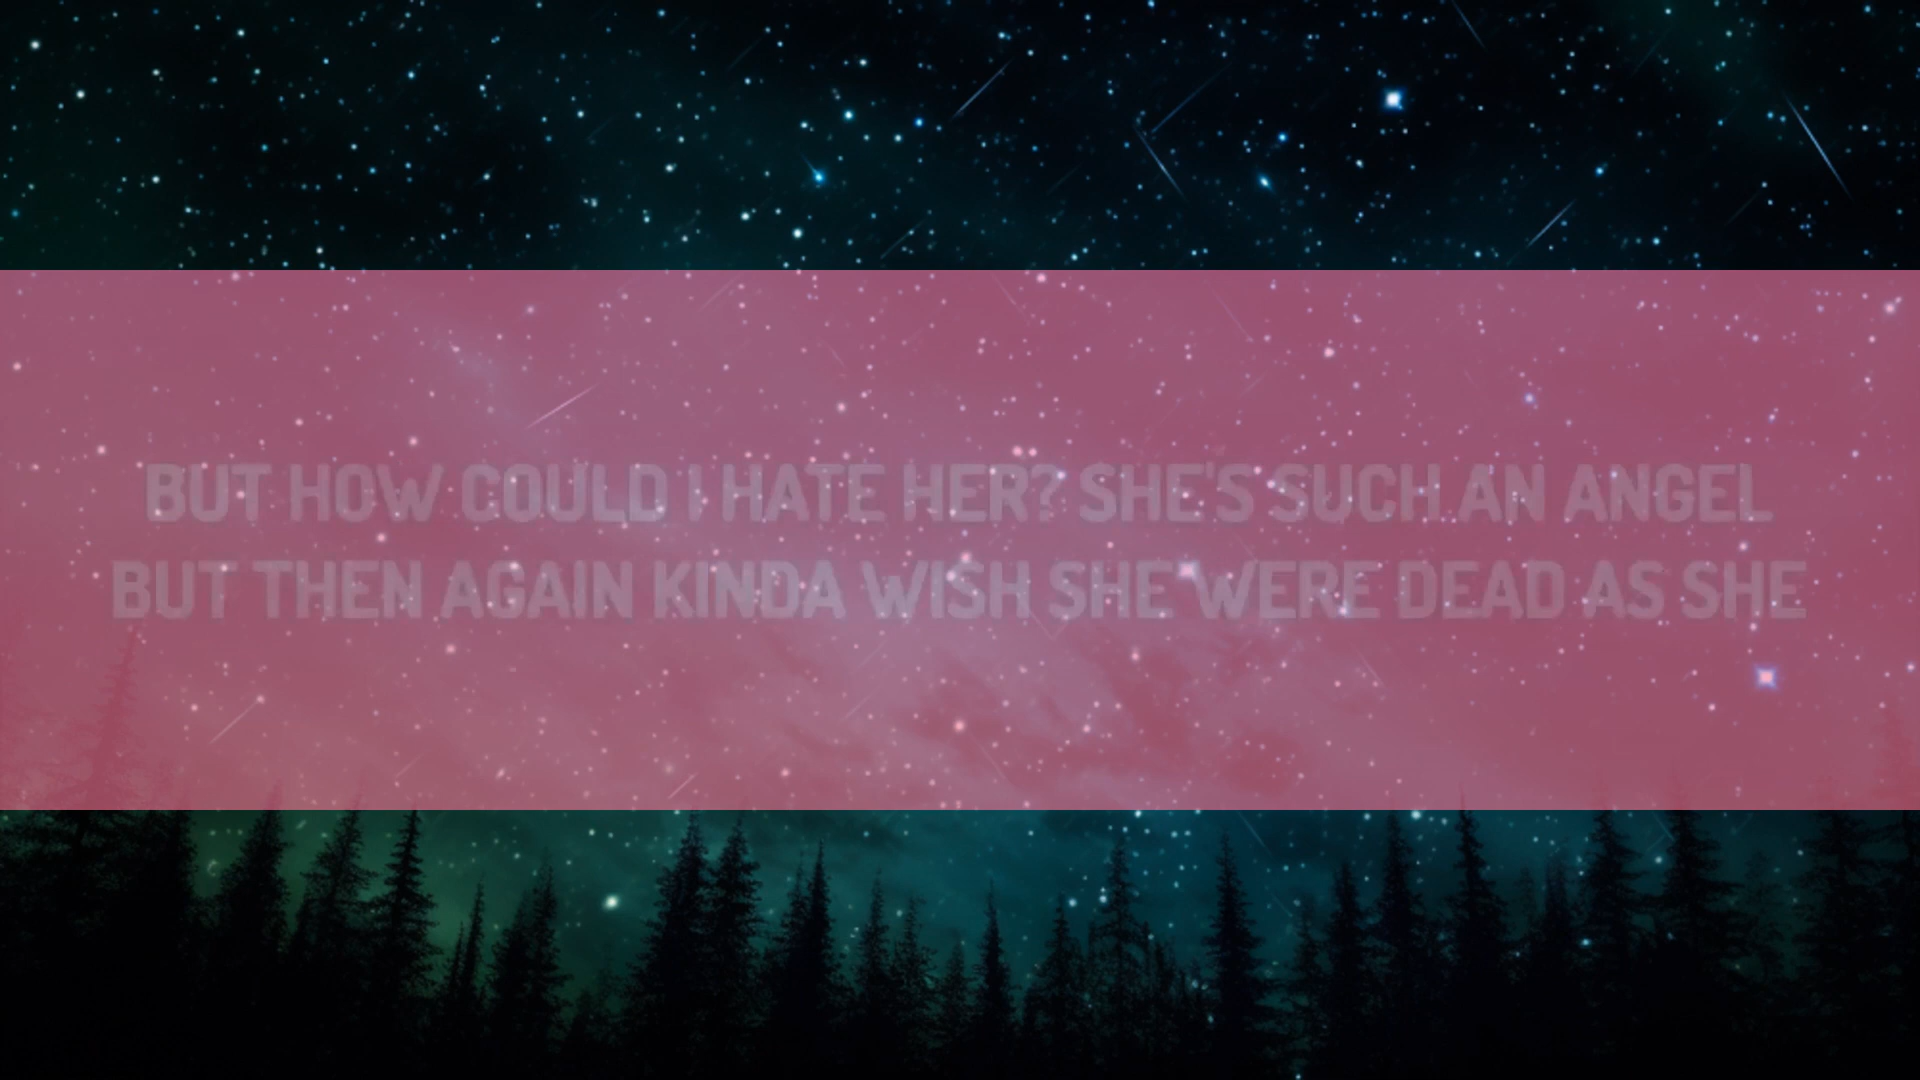 BUT HOW COULD I HATE HER? SHE'S SUCH AN ANGEL
BUT THEN AGAIN KINDA WISH SHE WERE DEAD AS SHE